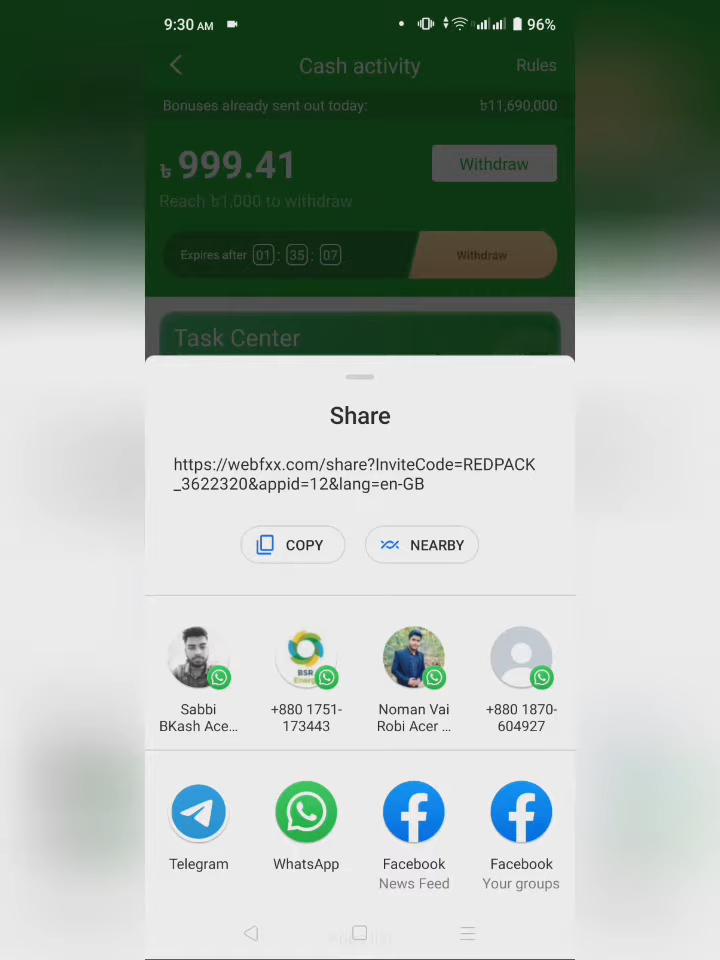 9:30 AM
96%
Cash activity
Rules
Bonuses already sent out today:
৳11,690,000
৳ 999.41
Withdraw
Reach ৳1,000 to withdraw
Expires after 01 : 35 : 07
Withdraw
Task Center
Share
https://webfxx.com/share?InviteCode=REDPACK
_3622320&appid=12&lang=en-GB
COPY
NEARBY
BSR
Energ
Sabbi
BKash Ace...
+880 1751-
173443
Noman Vai
Robi Acer ...
+880 1870-
604927
Telegram
WhatsApp
Facebook
News Feed
Facebook
Your groups